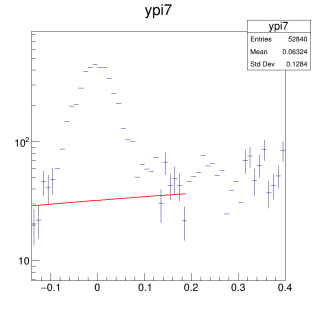 ypi7
ypi7
Entries 52840
Mean 0.06324
Std Dev 0.1284
10²
10
−0.1 0 0.1 0.2 0.3 0.4